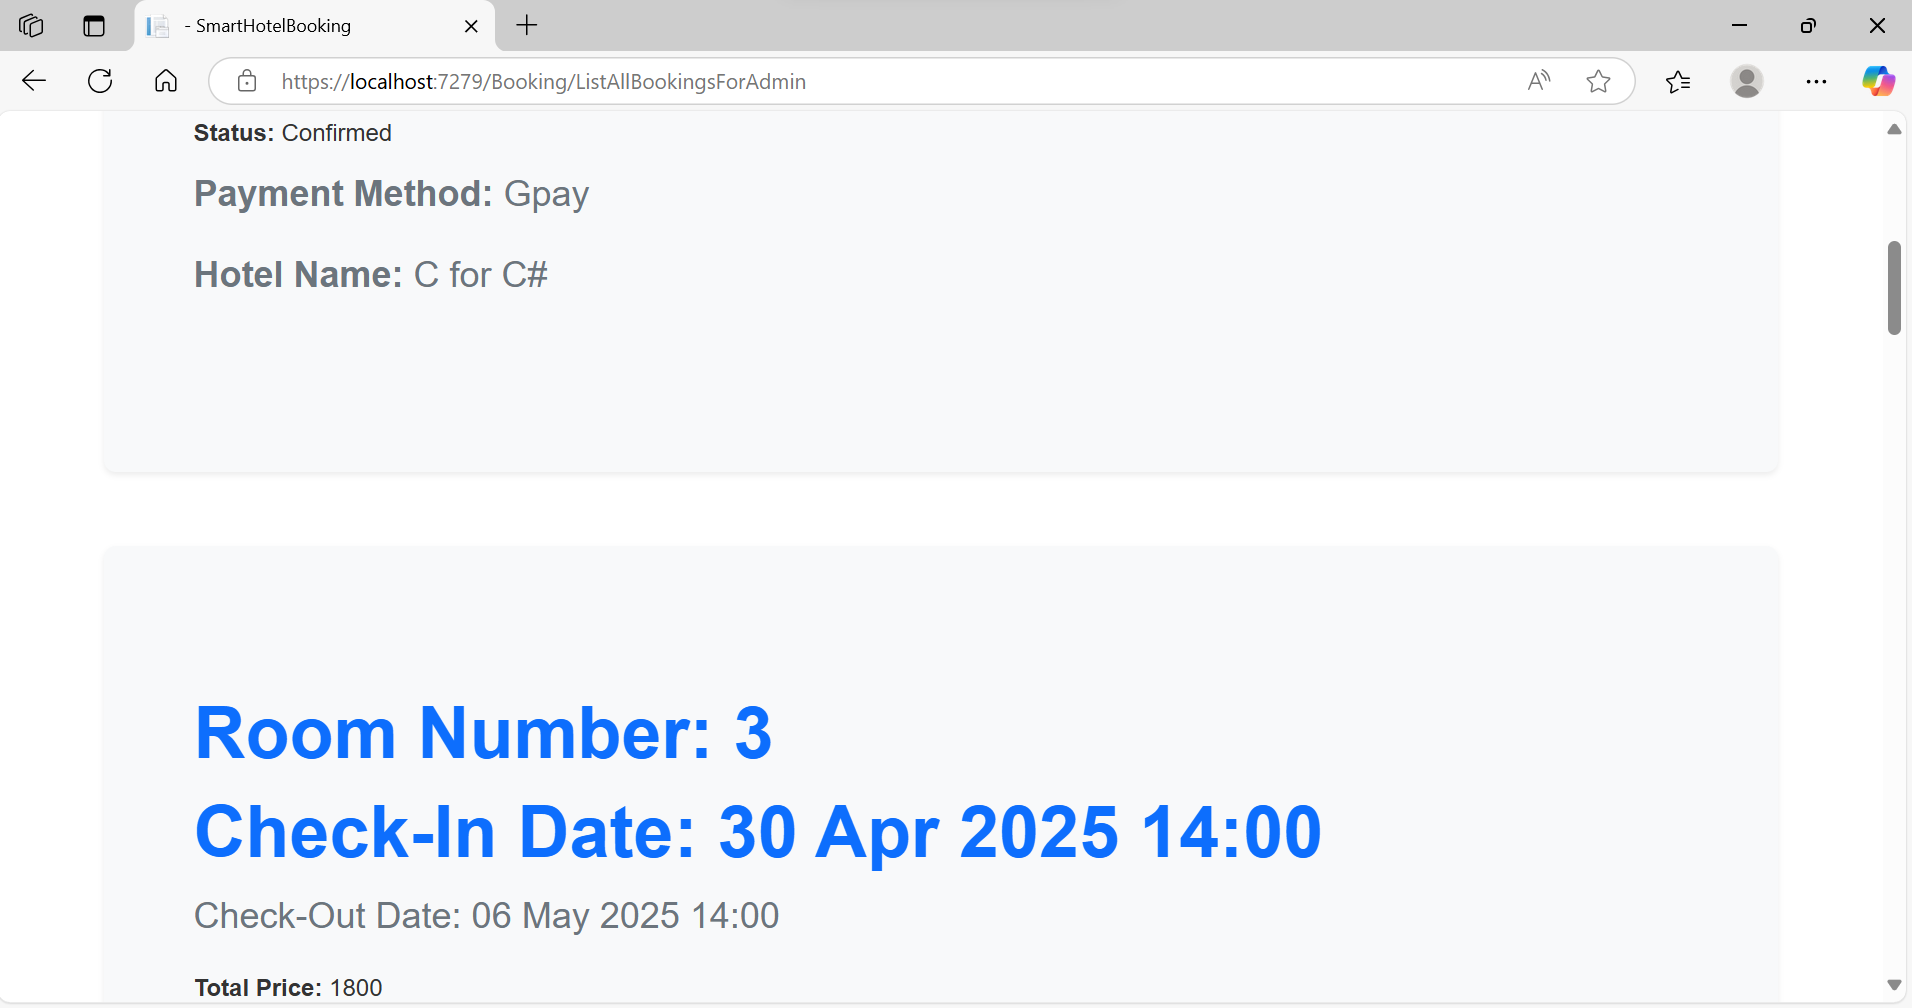 - SmartHotelBooking
https://localhost:7279/Booking/ListAllBookingsForAdmin
Status: Confirmed
Payment Method: Gpay
Hotel Name: C for C#
Room Number: 3
Check-In Date: 30 Apr 2025 14:00
Check-Out Date: 06 May 2025 14:00
Total Price: 1800